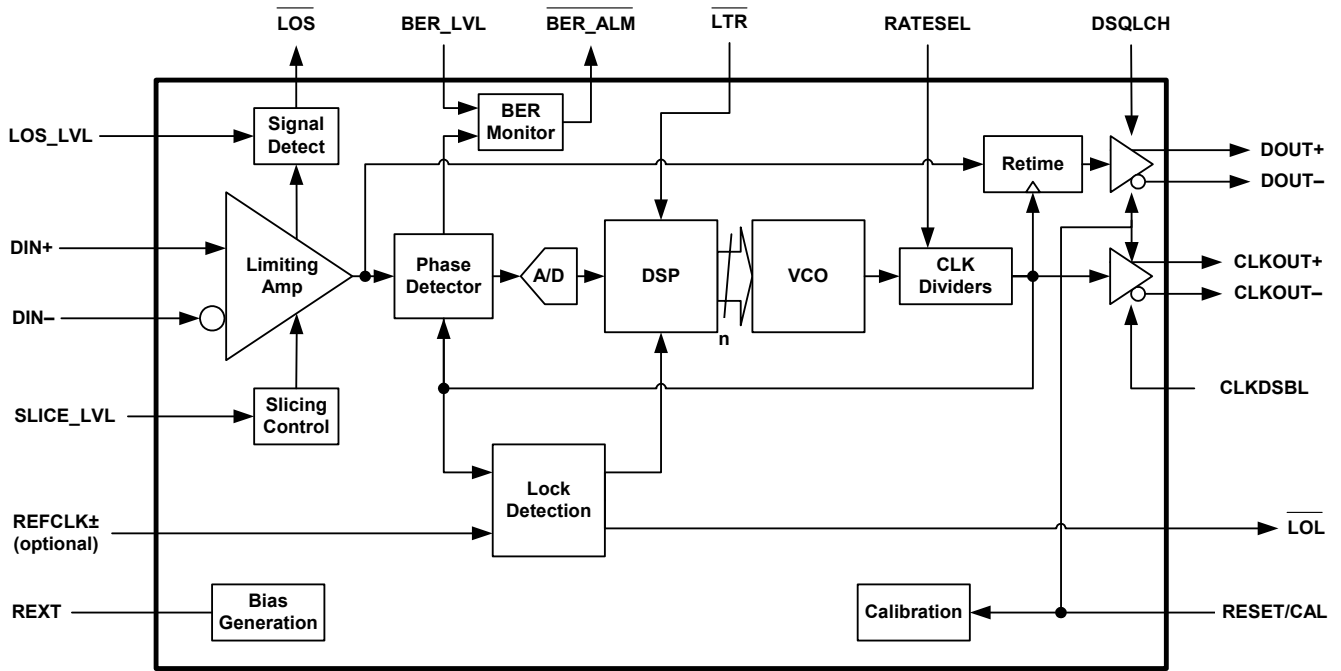 LOS
BER_LVL
BER_ALM
LTR
RATESEL
DSQLCH
LOS_LVL
Signal
Detect
BER
Monitor
Retime
DOUT+
DOUT–
DIN+
DIN–
Limiting
Amp
Phase
Detector
A/D
DSP
n
VCO
CLK
Dividers
CLKOUT+
CLKOUT–
CLKDSBL
SLICE_LVL
Slicing
Control
Lock
Detection
REFCLK±
(optional)
LOL
REXT
Bias
Generation
Calibration
RESET/CAL